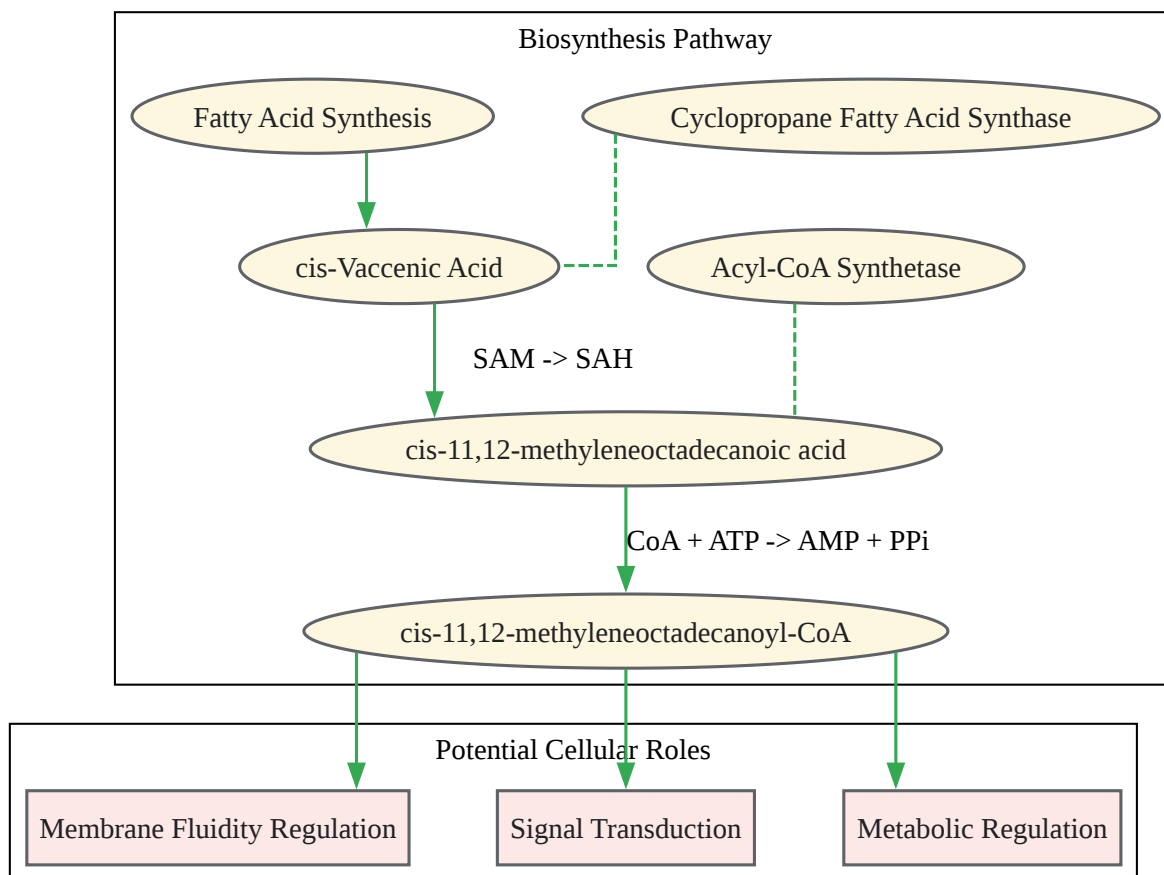 Biosynthesis Pathway
Fatty Acid Synthesis
Cyclopropane Fatty Acid Synthase
cis-Vaccenic Acid
Acyl-CoA Synthetase
SAM -> SAH
cis-11,12-methyleneoctadecanoic acid
CoA + ATP -> AMP + PPi
cis-11,12-methyleneoctadecanoyl-CoA
Potential Cellular Roles
Membrane Fluidity Regulation
Signal Transduction
Metabolic Regulation